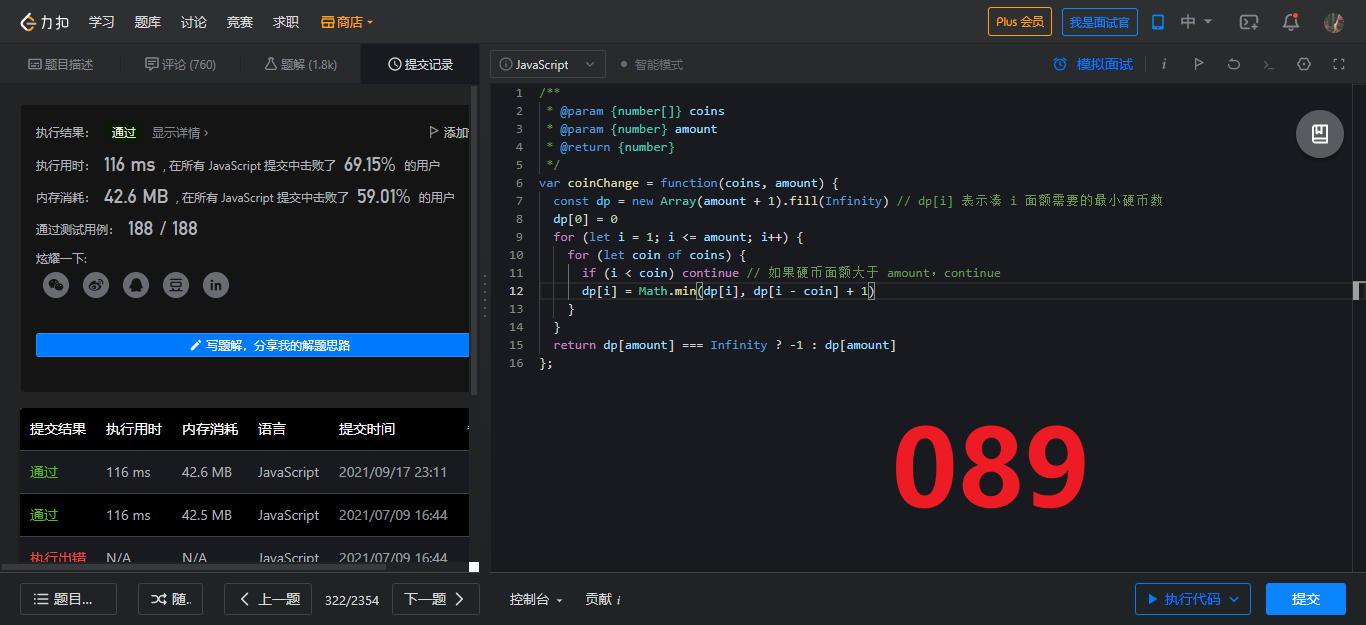 力扣 学习 题库 讨论 竞赛 求职 商店 Plus 会员 我是面试官 中
题目描述 评论 (760) 题解 (1.8k) 提交记录
JavaScript 智能模式 模拟面试 i
执行结果： 通过 显示详情 › 添加
执行用时： 116 ms , 在所有 JavaScript 提交中击败了 69.15% 的用户
内存消耗： 42.6 MB , 在所有 JavaScript 提交中击败了 59.01% 的用户
通过测试用例： 188 / 188
炫耀一下:
豆 in
写题解，分享我的解题思路
提交结果 执行用时 内存消耗 语言 提交时间
通过 116 ms 42.6 MB JavaScript 2021/09/17 23:11
通过 116 ms 42.5 MB JavaScript 2021/07/09 16:44
执行出错 N/A N/A JavaScript 2021/07/09 16:44
1 /**
2 * @param {number[]} coins
3 * @param {number} amount
4 * @return {number}
5 */
6 var coinChange = function(coins, amount) {
7 const dp = new Array(amount + 1).fill(Infinity) // dp[i] 表示凑 i 面额需要的最小硬币数
8 dp[0] = 0
9 for (let i = 1; i <= amount; i++) {
10 for (let coin of coins) {
11 if (i < coin) continue // 如果硬币面额大于 amount，continue
12 dp[i] = Math.min(dp[i], dp[i - coin] + 1)
13 }
14 }
15 return dp[amount] === Infinity ? -1 : dp[amount]
16 };
089
题目... 随.. 上一题 322/2354 下一题 控制台 贡献 i 执行代码 提交